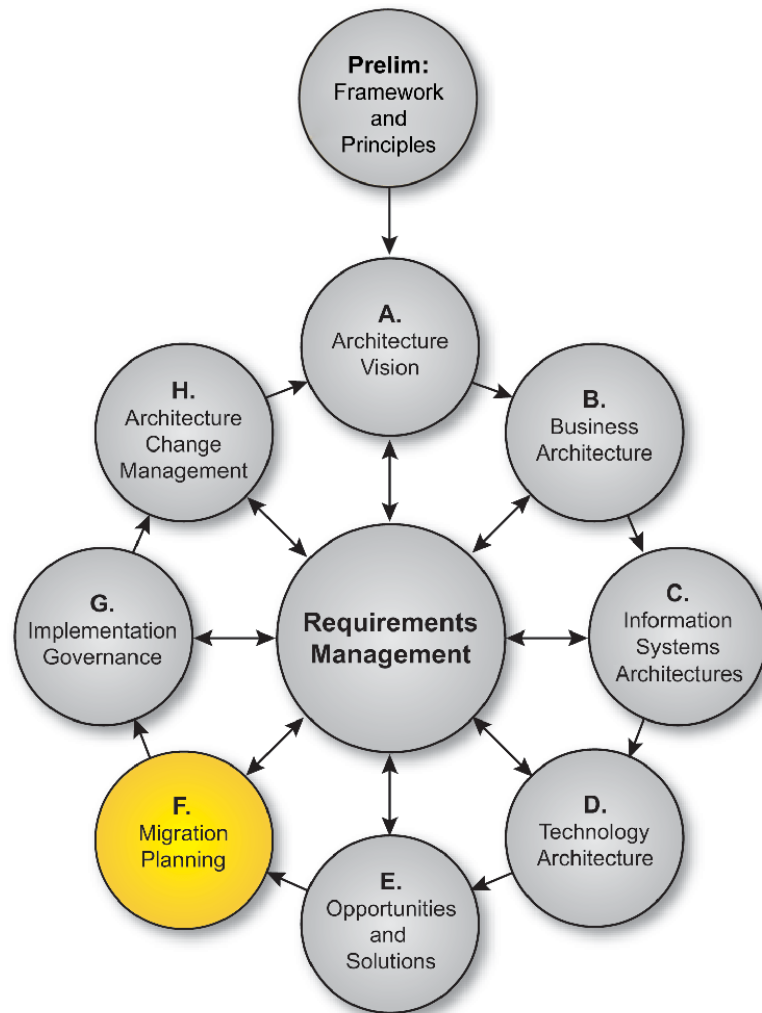 Prelim:
Framework
and
Principles
A.
Architecture
Vision
B.
Business
Architecture
C.
Information
Systems
Architectures
D.
Technology
Architecture
E.
Opportunities
and
Solutions
F.
Migration
Planning
G.
Implementation
Governance
H.
Architecture
Change
Management
Requirements
Management